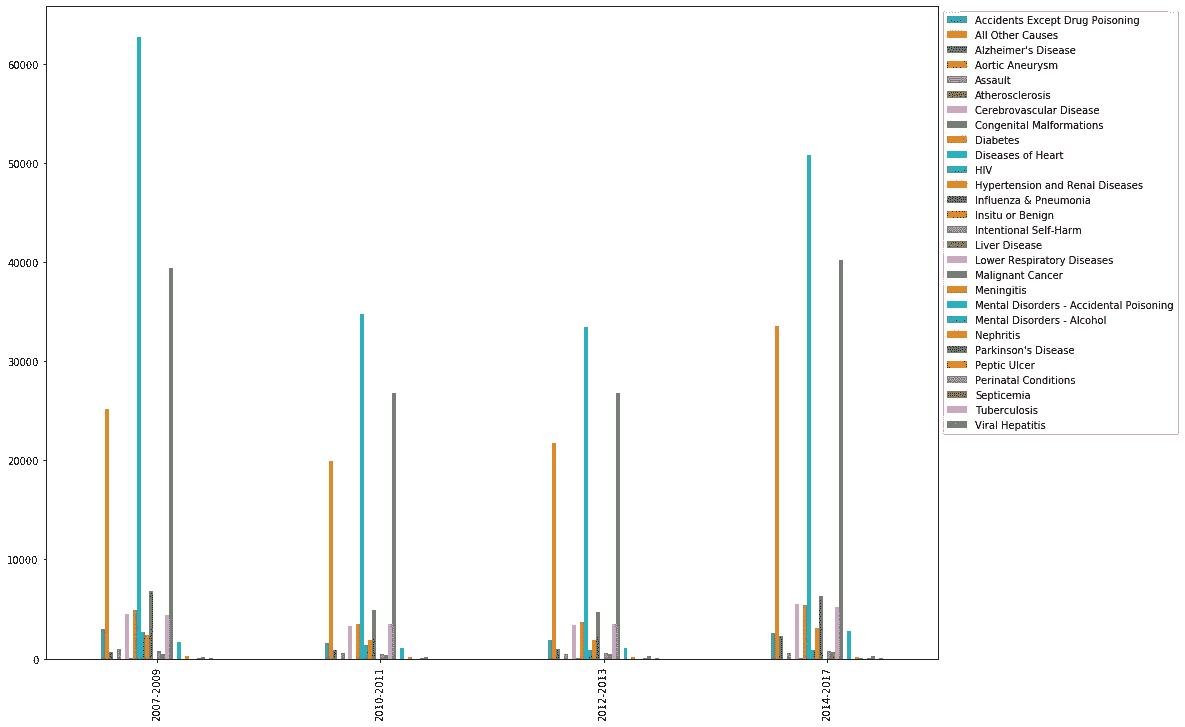 60000
50000
40000
30000
20000
10000
0
2007-2009
2010-2011
2012-2013
2014-2017
Accidents Except Drug Poisoning
All Other Causes
Alzheimer's Disease
Aortic Aneurysm
Assault
Atherosclerosis
Cerebrovascular Disease
Congenital Malformations
Diabetes
Diseases of Heart
HIV
Hypertension and Renal Diseases
Influenza & Pneumonia
Insitu or Benign
Intentional Self-Harm
Liver Disease
Lower Respiratory Diseases
Malignant Cancer
Meningitis
Mental Disorders - Accidental Poisoning
Mental Disorders - Alcohol
Nephritis
Parkinson's Disease
Peptic Ulcer
Perinatal Conditions
Septicemia
Tuberculosis
Viral Hepatitis